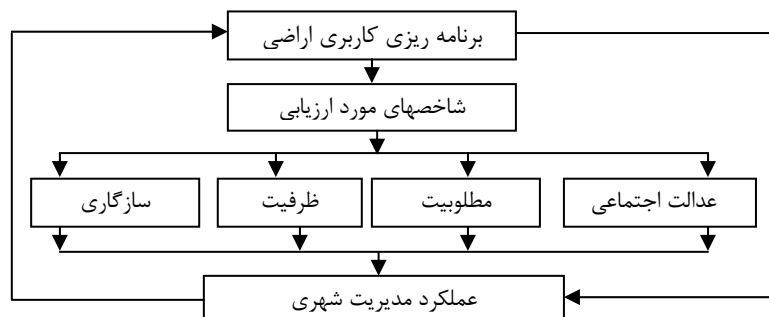 برنامه ریزی کاربری اراضی
شاخصهای مورد ارزیابی
عدالت اجتماعی
مطلوبیت
ظرفیت
سازگاری
عملکرد مدیریت شهری